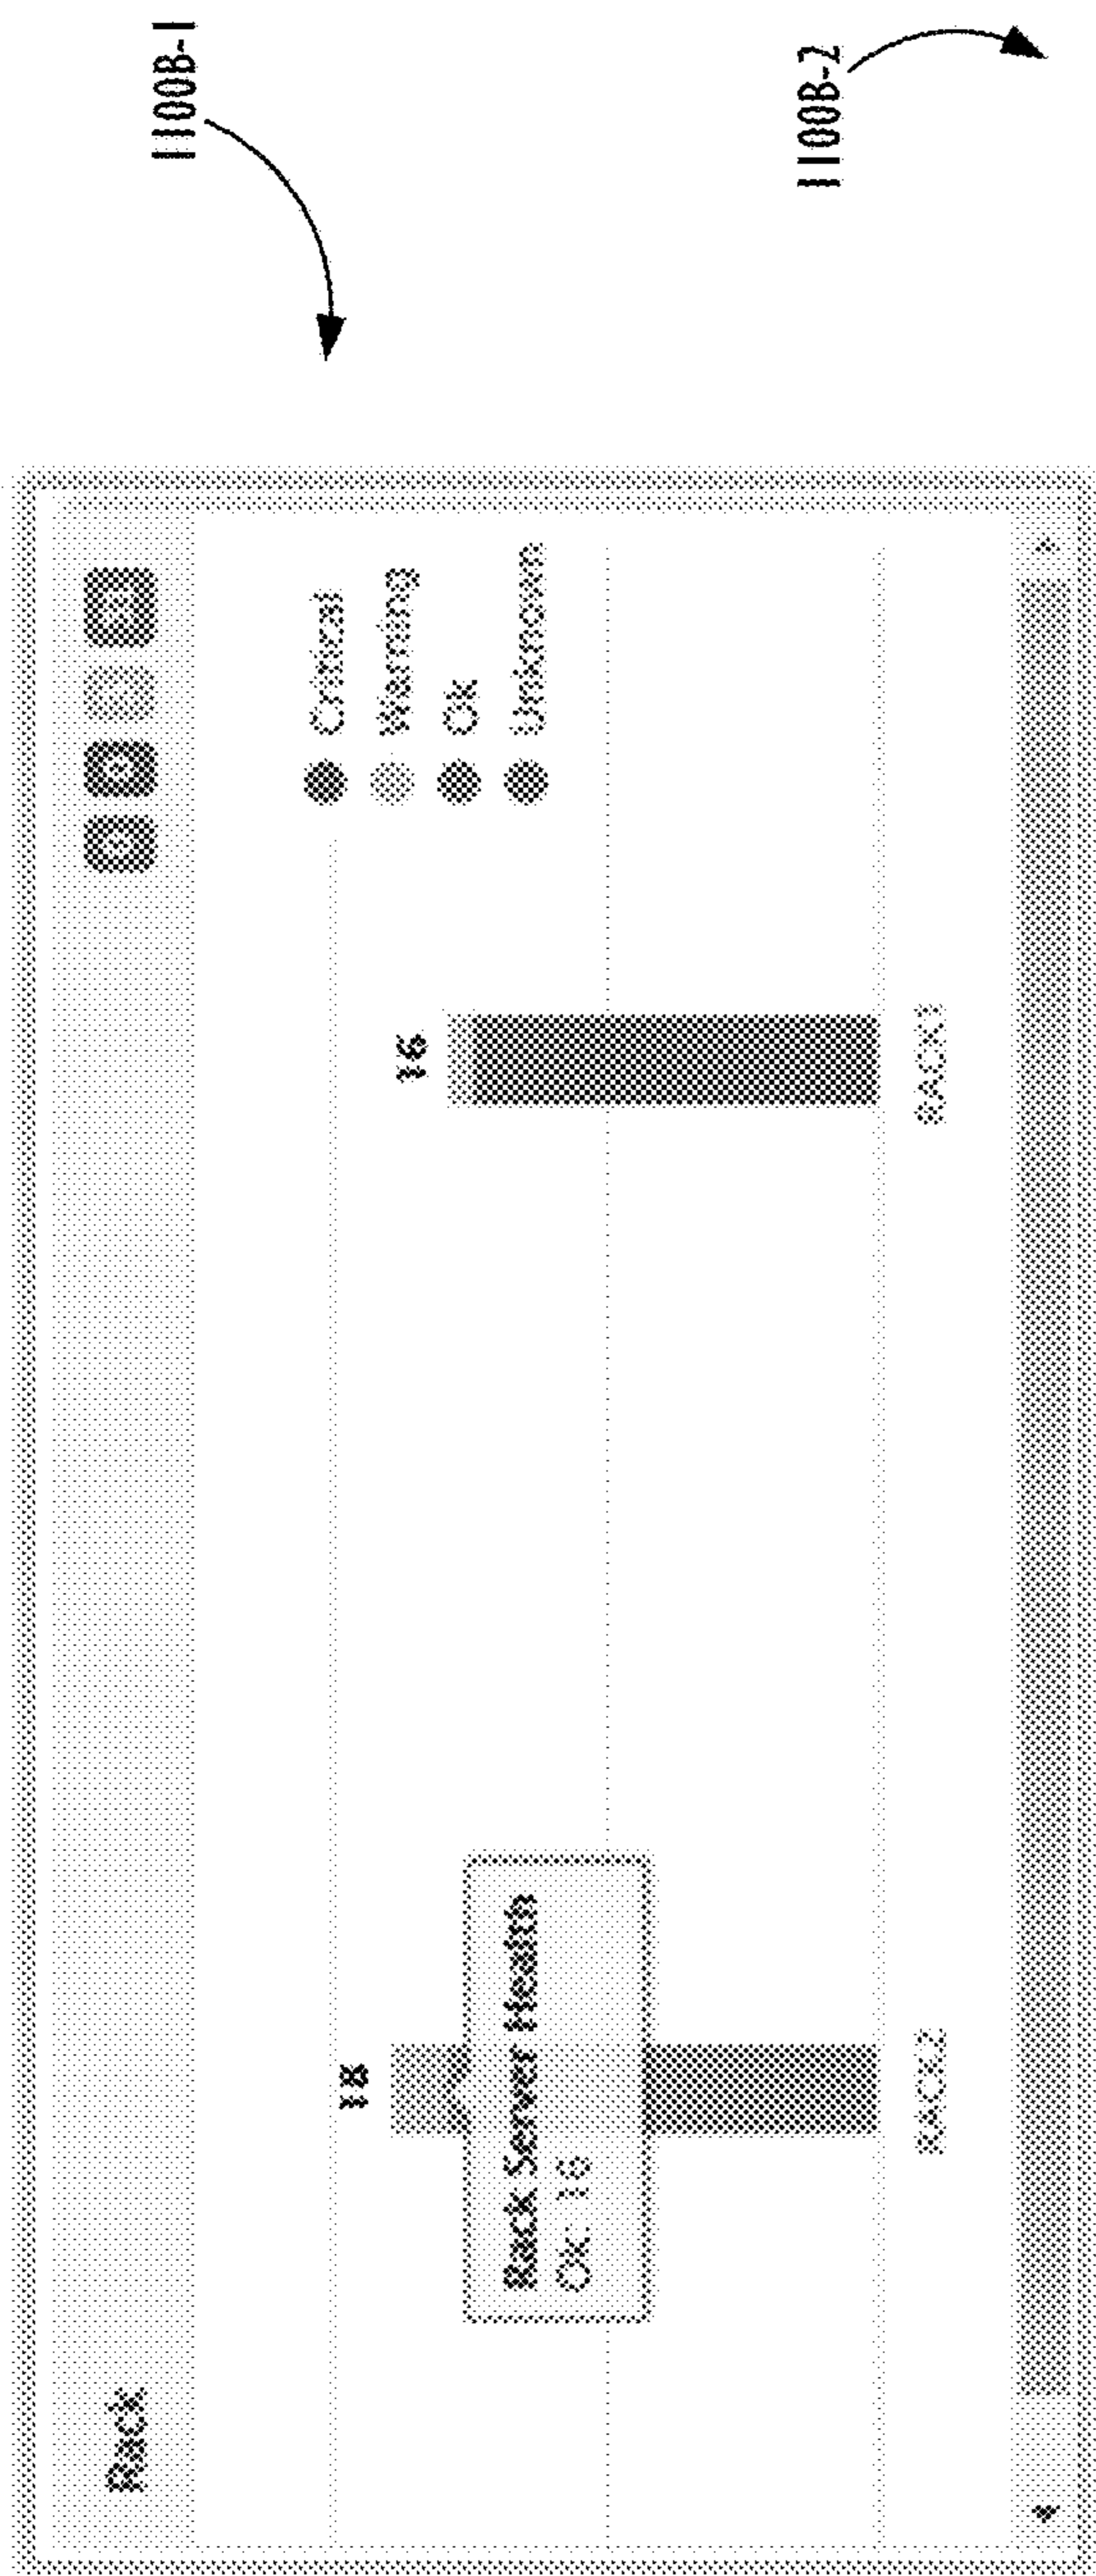 1100B-1
Rack
Critical
Warning
OK
Unknown
18
16
Rack Server Health
OK: 16
RACK2
RACK1
1100B-2